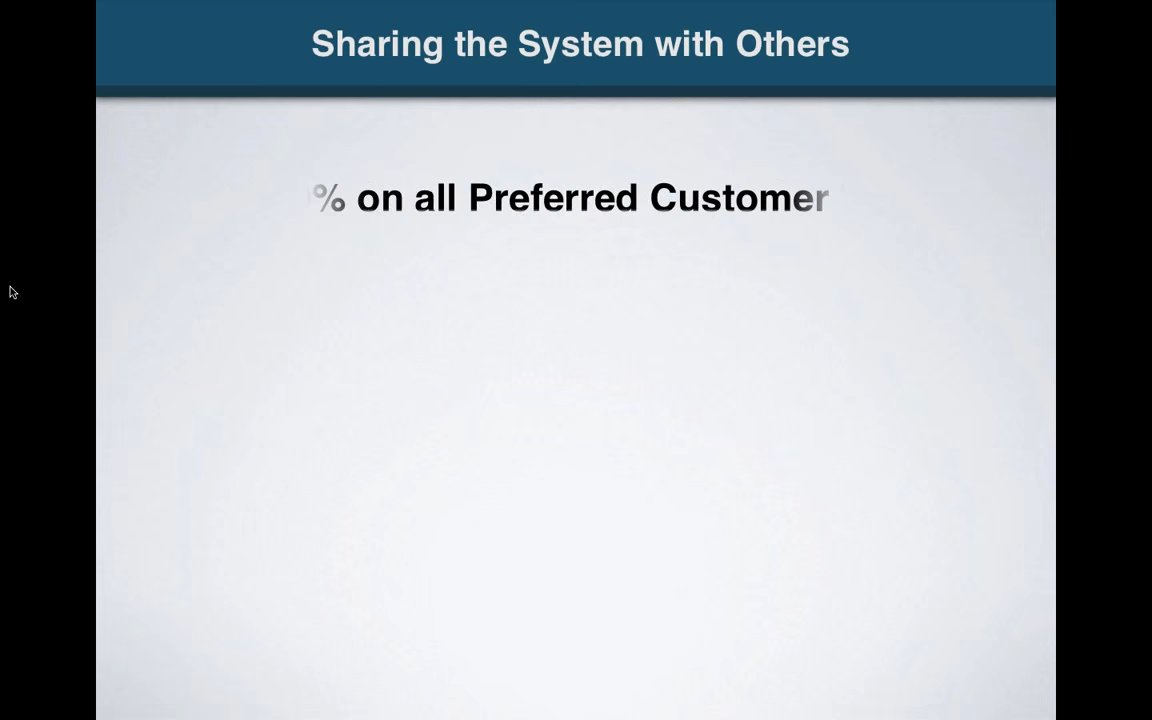 Sharing the System with Others
% on all Preferred Customer